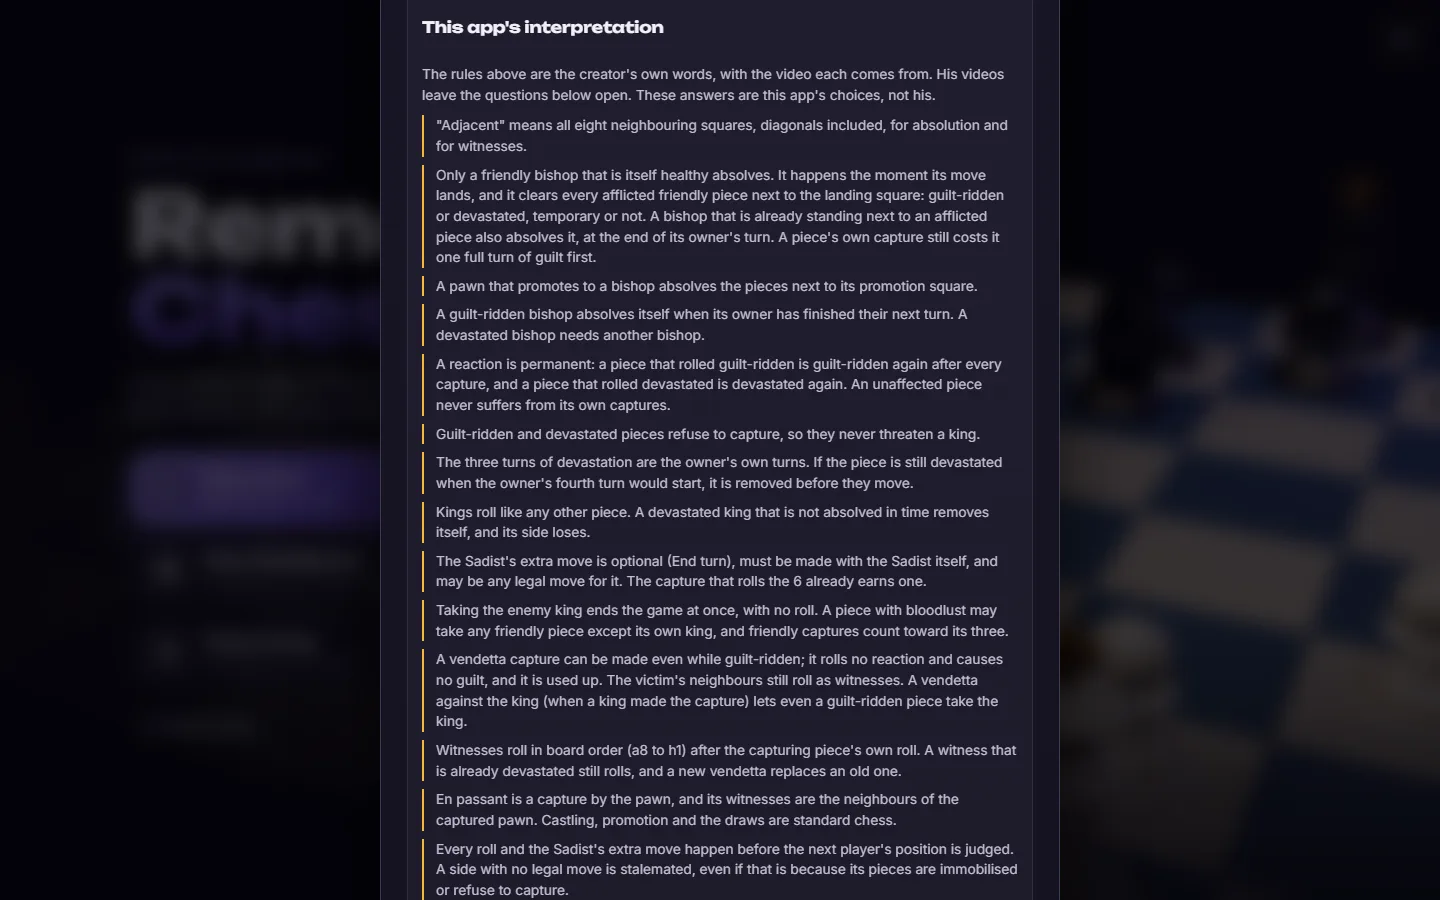 This app's interpretation
The rules above are the creator's own words, with the video each comes from. His videos
leave the questions below open. These answers are this app's choices, not his.
"Adjacent" means all eight neighbouring squares, diagonals included, for absolution and
for witnesses.
Only a friendly bishop that is itself healthy absolves. It happens the moment its move
lands, and it clears every afflicted friendly piece next to the landing square: guilt-ridden
or devastated, temporary or not. A bishop that is already standing next to an afflicted
piece also absolves it, at the end of its owner's turn. A piece's own capture still costs it
one full turn of guilt first.
A pawn that promotes to a bishop absolves the pieces next to its promotion square.
A guilt-ridden bishop absolves itself when its owner has finished their next turn. A
devastated bishop needs another bishop.
A reaction is permanent: a piece that rolled guilt-ridden is guilt-ridden again after every
capture, and a piece that rolled devastated is devastated again. An unaffected piece
never suffers from its own captures.
Guilt-ridden and devastated pieces refuse to capture, so they never threaten a king.
The three turns of devastation are the owner's own turns. If the piece is still devastated
when the owner's fourth turn would start, it is removed before they move.
Kings roll like any other piece. A devastated king that is not absolved in time removes
itself, and its side loses.
The Sadist's extra move is optional (End turn), must be made with the Sadist itself, and
may be any legal move for it. The capture that rolls the 6 already earns one.
Taking the enemy king ends the game at once, with no roll. A piece with bloodlust may
take any friendly piece except its own king, and friendly captures count toward its three.
A vendetta capture can be made even while guilt-ridden; it rolls no reaction and causes
no guilt, and it is used up. The victim's neighbours still roll as witnesses. A vendetta
against the king (when a king made the capture) lets even a guilt-ridden piece take the
king.
Witnesses roll in board order (a8 to h1) after the capturing piece's own roll. A witness that
is already devastated still rolls, and a new vendetta replaces an old one.
En passant is a capture by the pawn, and its witnesses are the neighbours of the
captured pawn. Castling, promotion and the draws are standard chess.
Every roll and the Sadist's extra move happen before the next player's position is judged.
A side with no legal move is stalemated, even if that is because its pieces are immobilised
or refuse to capture.
Rem
Ches